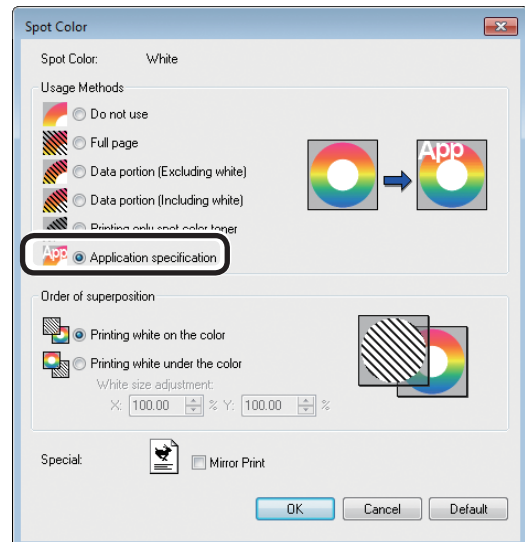 Spot Color
Spot Color: White
Usage Methods
Do not use
Full page
Data portion (Excluding white)
Data portion (Including white)
Printing only spot color toner
App Application specification
App
Order of superposition
Printing white on the color
Printing white under the color
White size adjustment:
X: 100.00 % Y: 100.00 %
Special: Mirror Print
OK Cancel Default